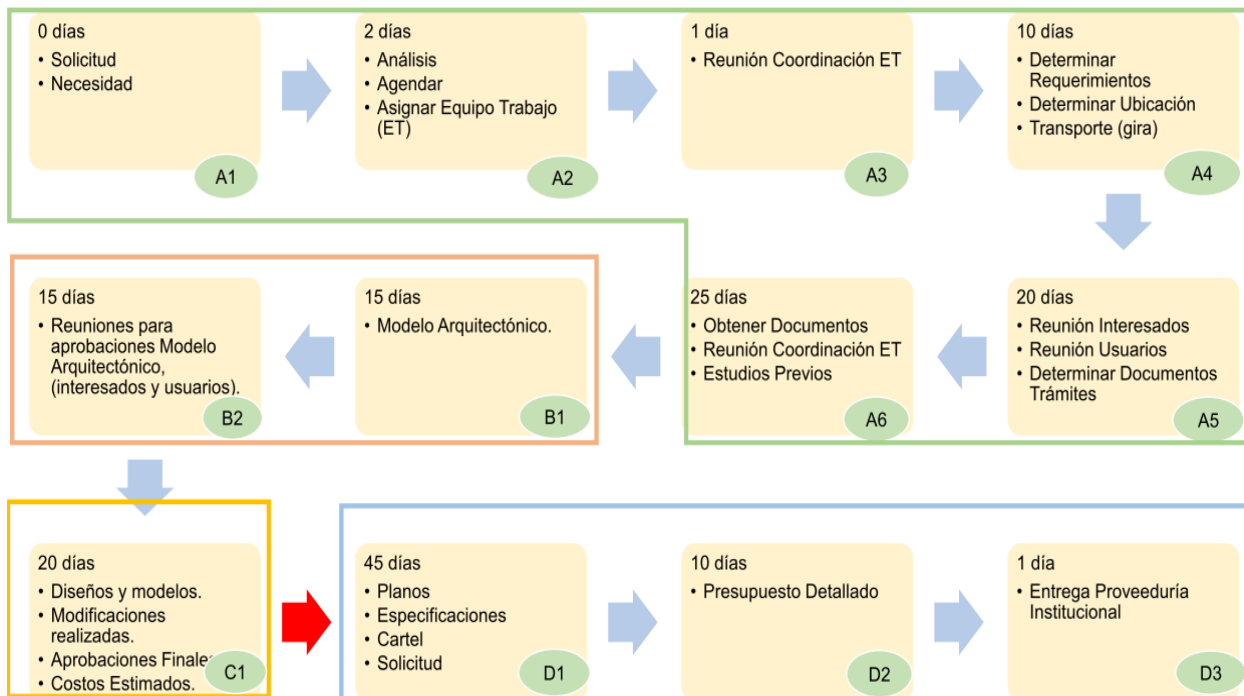 0 días
• Solicitud
• Necesidad
A1
2 días
• Análisis
• Agendar
• Asignar Equipo Trabajo
(ET)
A2
1 día
• Reunión Coordinación ET
A3
10 días
• Determinar
Requerimientos
• Determinar Ubicación
• Transporte (gira)
A4
20 días
• Reunión Interesados
• Reunión Usuarios
• Determinar Documentos
Trámites
A5
25 días
• Obtener Documentos
• Reunión Coordinación ET
• Estudios Previos
A6
15 días
• Modelo Arquitectónico.
B1
15 días
• Reuniones para
aprobaciones Modelo
Arquitectónico,
(interesados y usuarios).
B2
20 días
• Diseños y modelos.
• Modificaciones
realizadas.
• Aprobaciones Finales
• Costos Estimados.
C1
45 días
• Planos
• Especificaciones
• Cartel
• Solicitud
D1
10 días
• Presupuesto Detallado
D2
1 día
• Entrega Proveeduría
Institucional
D3